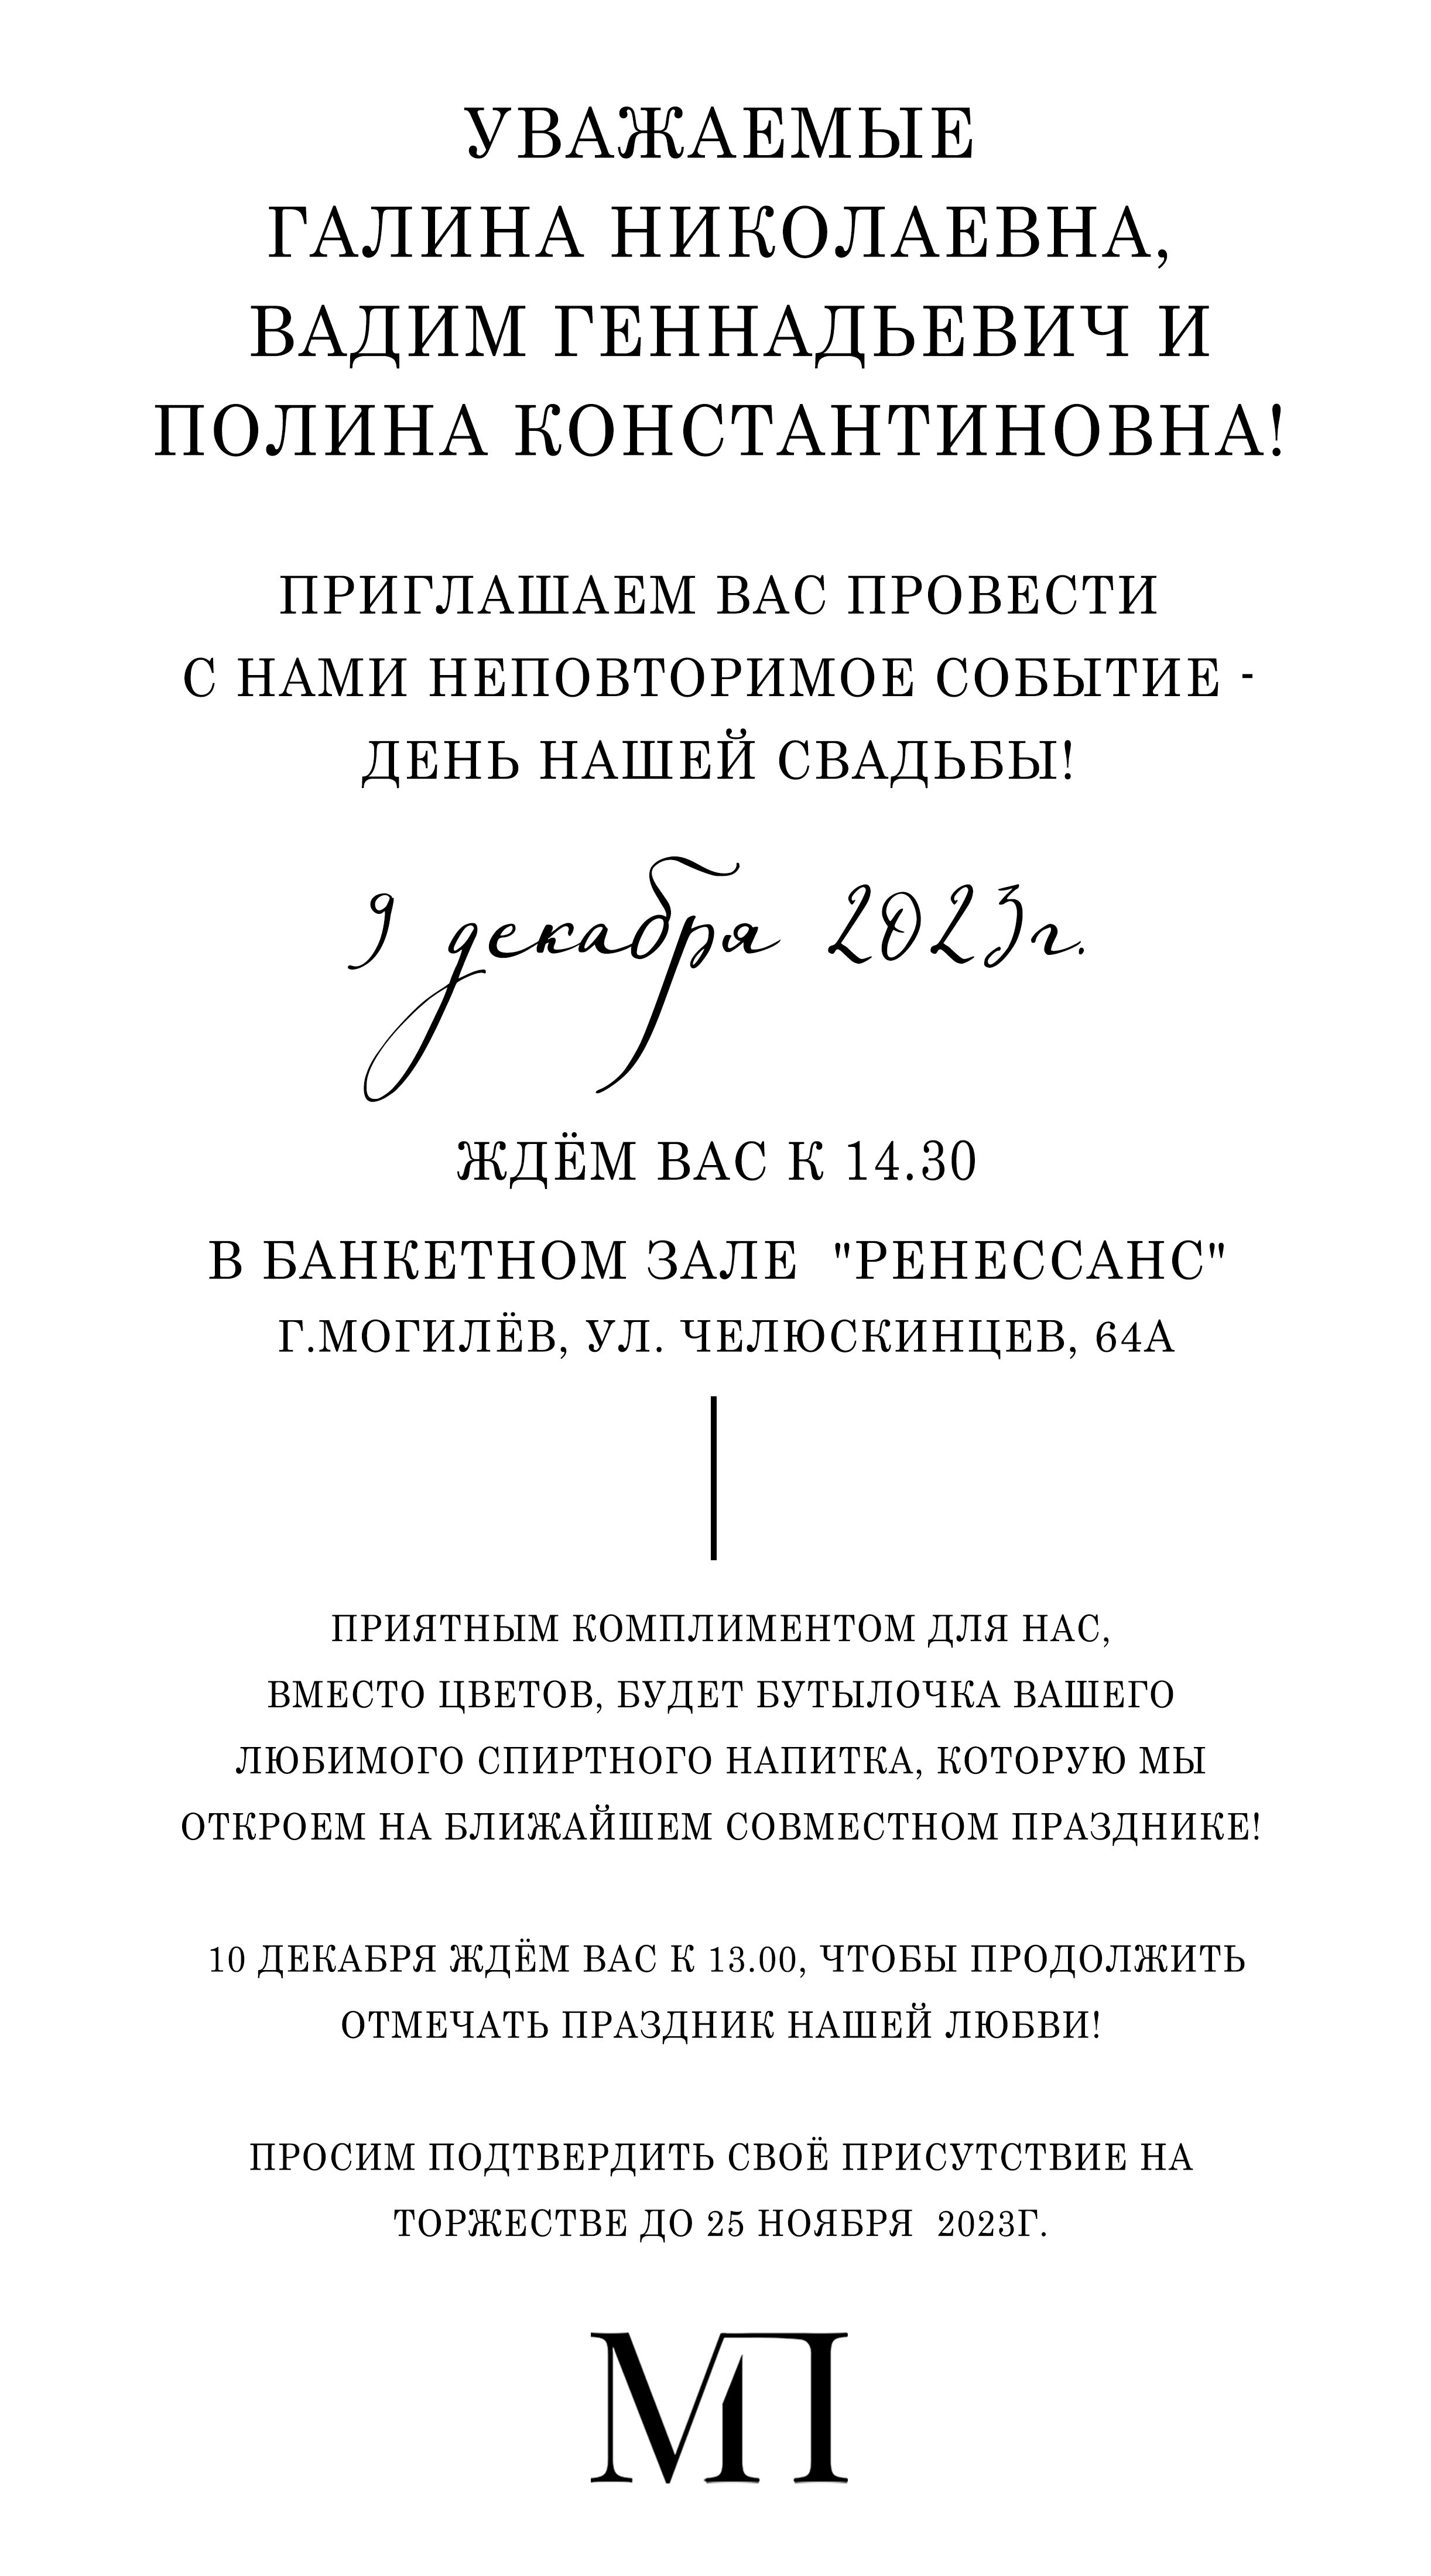 УВАЖАЕМЫЕ
ГАЛИНА НИКОЛАЕВНА,
ВАДИМ ГЕННАДЬЕВИЧ И
ПОЛИНА КОНСТАНТИНОВНА!
ПРИГЛАШАЕМ ВАС ПРОВЕСТИ
С НАМИ НЕПОВТОРИМОЕ СОБЫТИЕ -
ДЕНЬ НАШЕЙ СВАДЬБЫ!
9 декабря 2023г.
ЖДЁМ ВАС К 14.30
В БАНКЕТНОМ ЗАЛЕ "РЕНЕССАНС"
Г.МОГИЛЁВ, УЛ. ЧЕЛЮСКИНЦЕВ, 64А
ПРИЯТНЫМ КОМПЛИМЕНТОМ ДЛЯ НАС,
ВМЕСТО ЦВЕТОВ, БУДЕТ БУТЫЛОЧКА ВАШЕГО
ЛЮБИМОГО СПИРТНОГО НАПИТКА, КОТОРУЮ МЫ
ОТКРОЕМ НА БЛИЖАЙШЕМ СОВМЕСТНОМ ПРАЗДНИКЕ!
10 ДЕКАБРЯ ЖДЁМ ВАС К 13.00, ЧТОБЫ ПРОДОЛЖИТЬ
ОТМЕЧАТЬ ПРАЗДНИК НАШЕЙ ЛЮБВИ!
ПРОСИМ ПОДТВЕРДИТЬ СВОЁ ПРИСУТСТВИЕ НА
ТОРЖЕСТВЕ ДО 25 НОЯБРЯ 2023Г.
МП